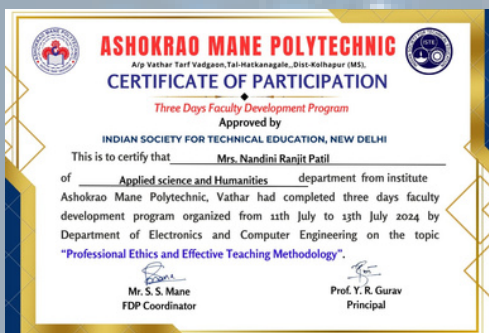 ASHOKRAO MANE POLYTECHNIC
A/p Vathar Tarf Vadgaon,Tal-Hatkanagale,,Dist-Kolhapur (MS),
CERTIFICATE OF PARTICIPATION
Three Days Faculty Development Program
Approved by
INDIAN SOCIETY FOR TECHNICAL EDUCATION, NEW DELHI
This is to certify that Mrs. Nandini Ranjit Patil
of Applied science and Humanities department from institute
Ashokrao Mane Polytechnic, Vathar had completed three days faculty
development program organized from 11th July to 13th July 2024 by
Department of Electronics and Computer Engineering on the topic
“Professional Ethics and Effective Teaching Methodology”.
Mr. S. S. Mane
FDP Coordinator
Prof. Y. R. Gurav
Principal
ISTE